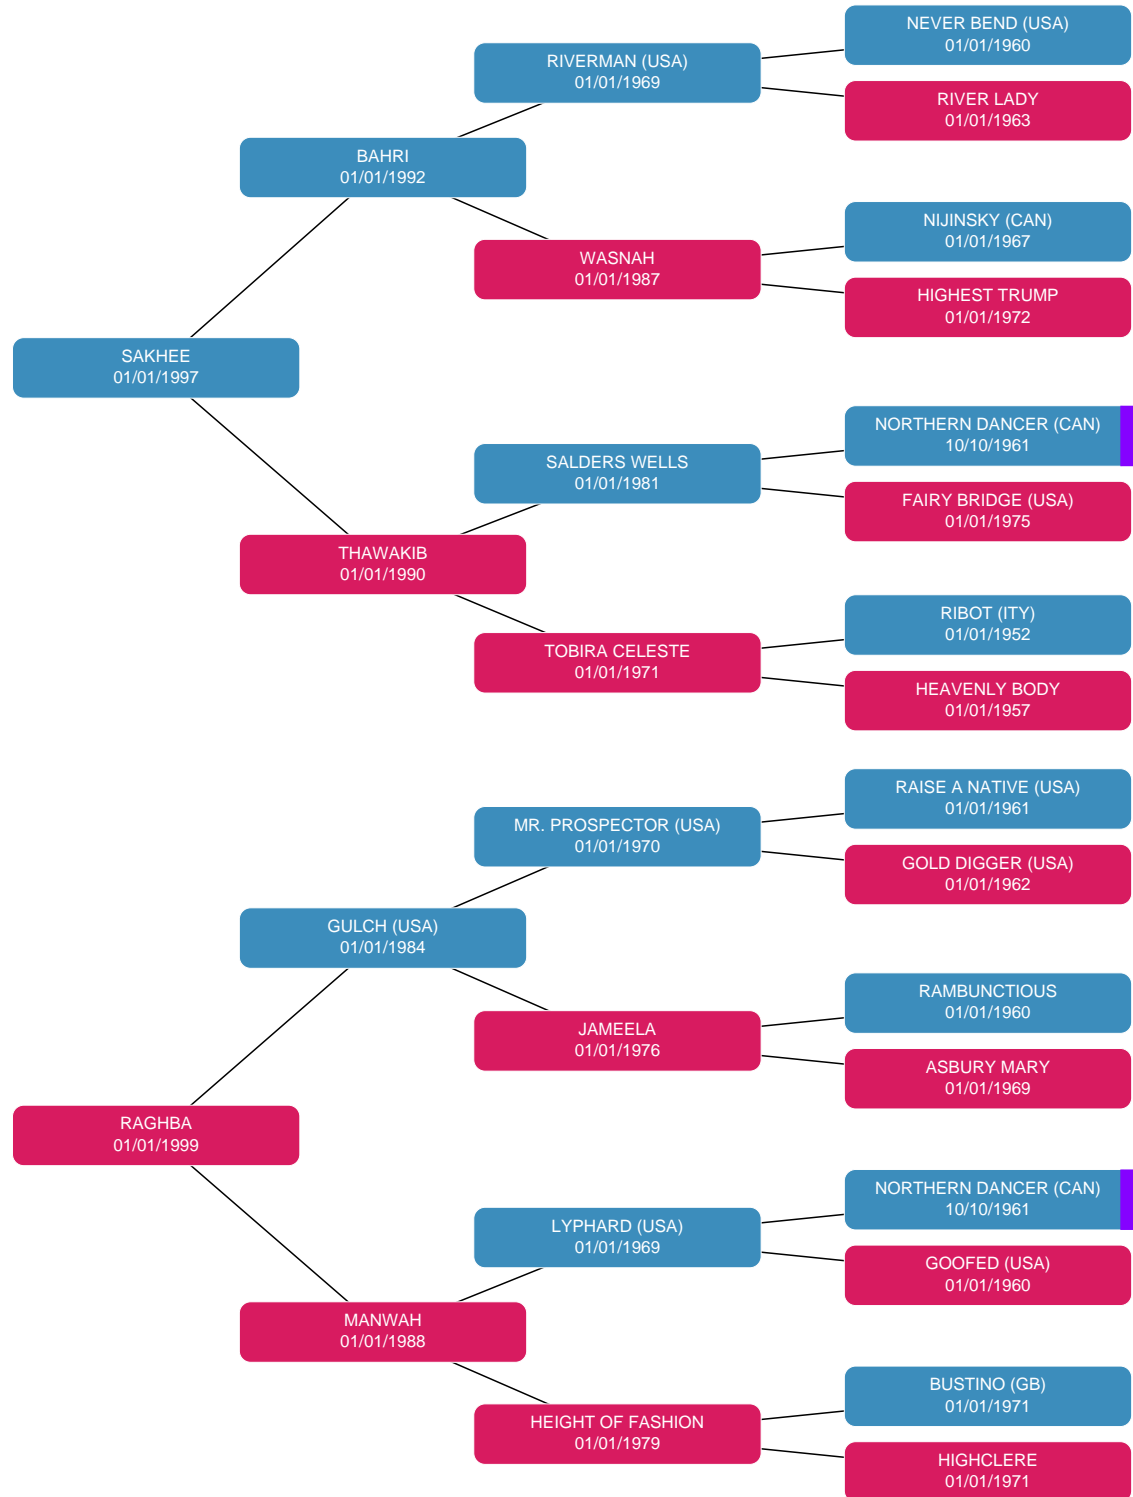 NEVER BEND (USA)
01/01/1960
RIVERMAN (USA)
01/01/1969
RIVER LADY
01/01/1963
BAHRI
01/01/1992
NIJINSKY (CAN)
01/01/1967
WASNAH
01/01/1987
HIGHEST TRUMP
01/01/1972
SAKHEE
01/01/1997
NORTHERN DANCER (CAN)
10/10/1961
SALDERS WELLS
01/01/1981
FAIRY BRIDGE (USA)
01/01/1975
THAWAKIB
01/01/1990
RIBOT (ITY)
01/01/1952
TOBIRA CELESTE
01/01/1971
HEAVENLY BODY
01/01/1957
RAISE A NATIVE (USA)
01/01/1961
MR. PROSPECTOR (USA)
01/01/1970
GOLD DIGGER (USA)
01/01/1962
GULCH (USA)
01/01/1984
RAMBUNCTIOUS
01/01/1960
JAMEELA
01/01/1976
ASBURY MARY
01/01/1969
RAGHBA
01/01/1999
NORTHERN DANCER (CAN)
10/10/1961
LYPHARD (USA)
01/01/1969
GOOFED (USA)
01/01/1960
MANWAH
01/01/1988
BUSTINO (GB)
01/01/1971
HEIGHT OF FASHION
01/01/1979
HIGHCLERE
01/01/1971